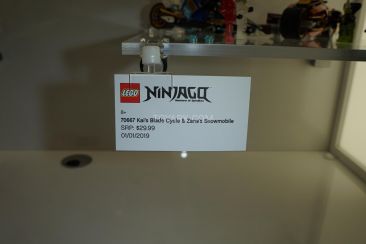 LEGO NINJAGO
Masters of Spinjitzu
8+
70667 Kai's Blade Cycle & Zane's Snowmobile
SRP: $29.99
01/01/2019